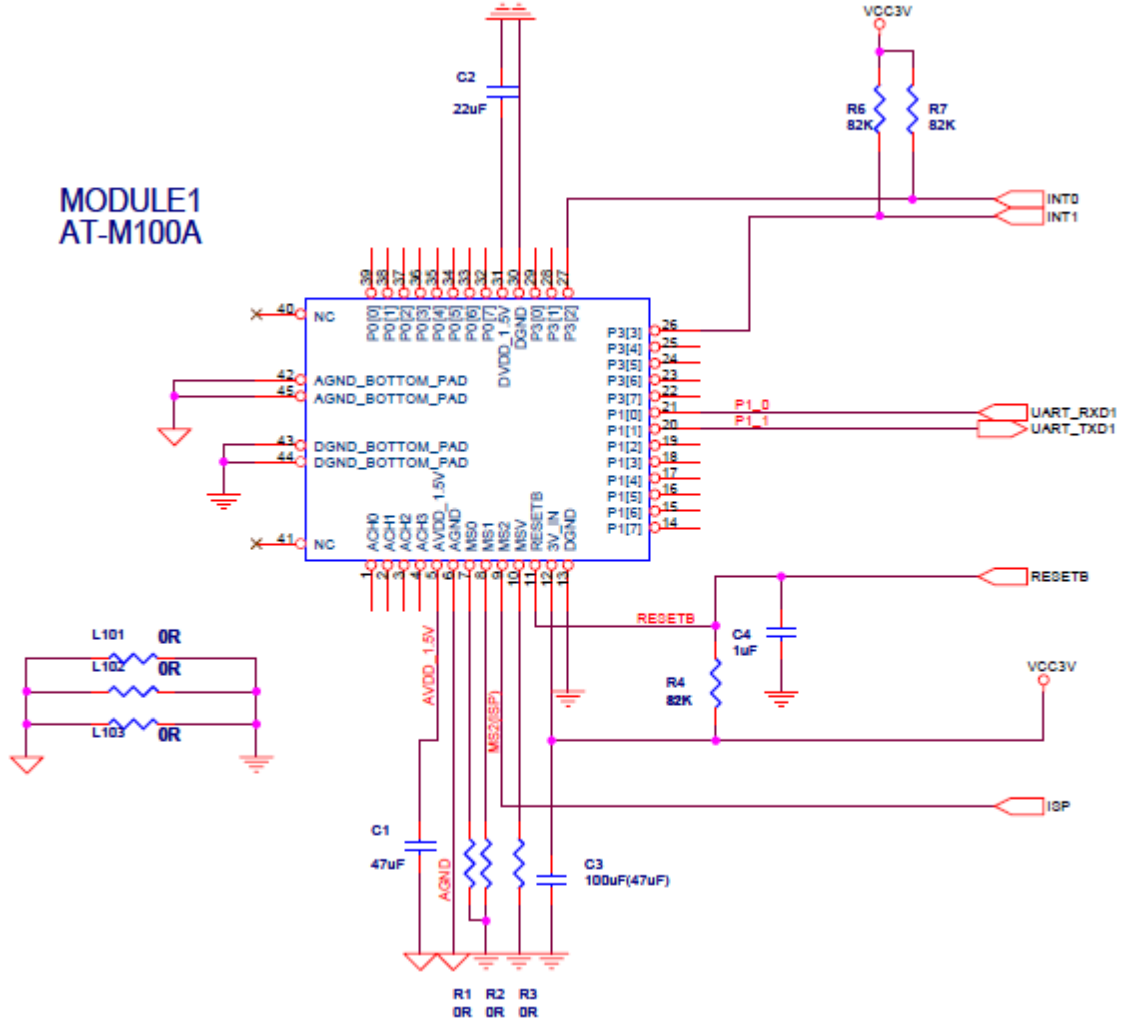 VCC3V
C2
22uF
R6
82K
R7
82K
MODULE1
AT-M100A
INT0
INT1
39
38
37
36
35
34
33
32
31
30
29
28
27
P0[0]
P0[1]
P0[2]
P0[3]
P0[4]
P0[5]
P0[6]
P0[7]
DVDD_1.5V
DGND
P3[0]
P3[1]
P3[2]
40 NC
42 AGND_BOTTOM_PAD
45 AGND_BOTTOM_PAD
43 DGND_BOTTOM_PAD
44 DGND_BOTTOM_PAD
41 NC
P3[3] 26
P3[4] 25
P3[5] 24
P3[6] 23
P3[7] 22
P1[0] 21 P1_0 UART_RXD1
P1[1] 20 P1_1 UART_TXD1
P1[2] 19
P1[3] 18
P1[4] 17
P1[5] 16
P1[6] 15
P1[7] 14
ACH0
ACH1
ACH2
ACH3
AVDD_1.5V
AGND
MS0
MS1
MS2
MSV
RESETB
3V_IN
DGND
1
2
3
4
5
6
7
8
9
10
11
12
13
RESETB
RESETB
C4
1uF
R4
82K
VCC3V
L101 0R
L102 0R
L103 0R
AVDD_1.5V
MS2(ISP)
ISP
C1
47uF
AGND
C3
100uF(47uF)
R1 R2 R3
0R 0R 0R